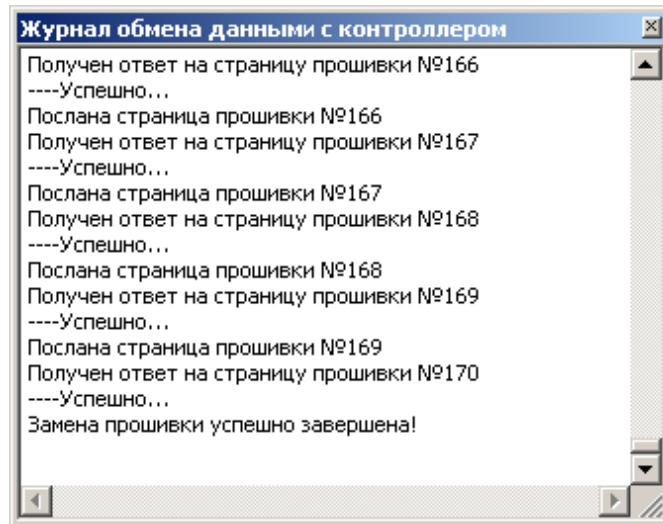 Журнал обмена данными с контроллером
Получен ответ на страницу прошивки №166
----Успешно...
Послана страница прошивки №166
Получен ответ на страницу прошивки №167
----Успешно...
Послана страница прошивки №167
Получен ответ на страницу прошивки №168
----Успешно...
Послана страница прошивки №168
Получен ответ на страницу прошивки №169
----Успешно...
Послана страница прошивки №169
Получен ответ на страницу прошивки №170
----Успешно...
Замена прошивки успешно завершена!